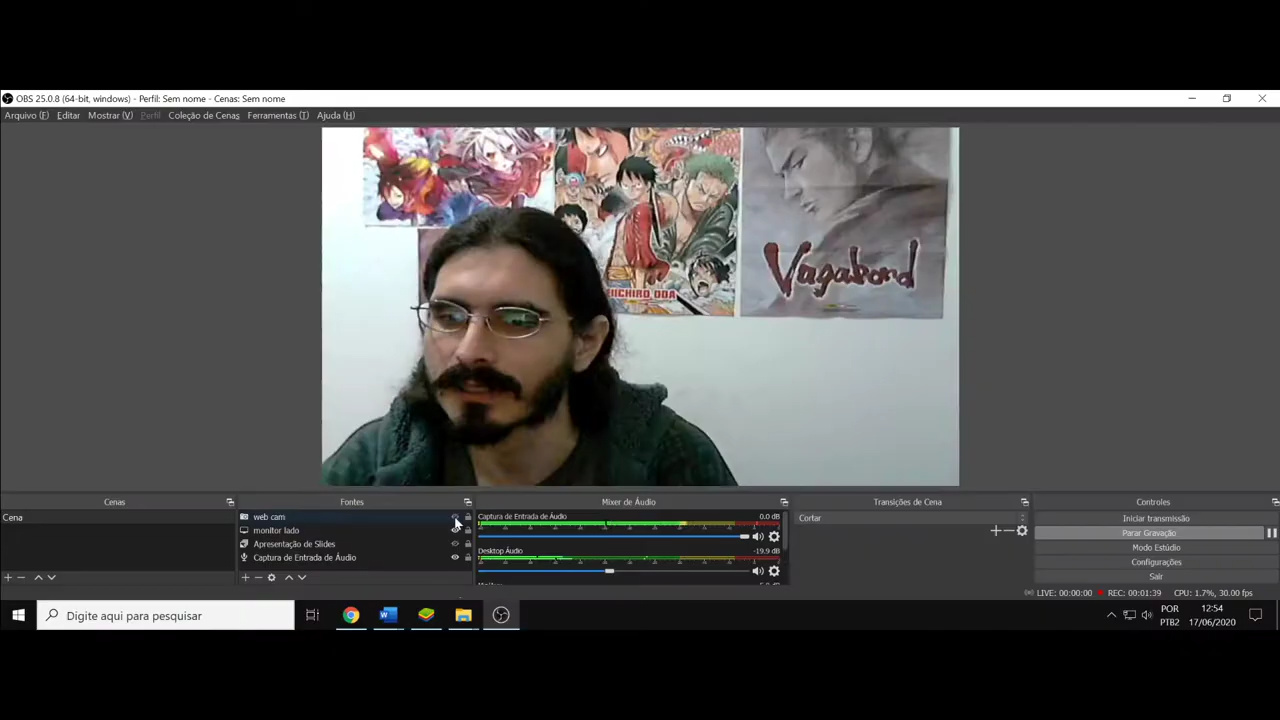 OBS 25.0.8 (64-bit, windows) - Perfil: Sem nome - Cenas: Sem nome
Arquivo (F) Editar Mostrar (V) Perfil Coleção de Cenas Ferramentas (T) Ajuda (H)
Vagabond
EIICHIRO ODA
Cenas
Cena
Fontes
web cam
monitor lado
Apresentação de Slides
Captura de Entrada de Áudio
Mixer de Áudio
Captura de Entrada de Áudio 0.0 dB
Desktop Áudio -19.9 dB
Transições de Cena
Cortar
Controles
Iniciar transmissão
Parar Gravação
Modo Estúdio
Configurações
Sair
LIVE: 00:00:00 REC: 00:01:39 CPU: 1.7%, 30.00 fps
Digite aqui para pesquisar
POR
PTB2
12:54
17/06/2020